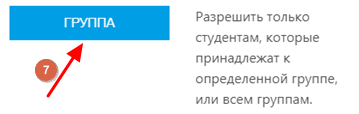 ГРУППА
7
Разрешить только
студентам, которые
принадлежат к
определенной группе,
или всем группам.